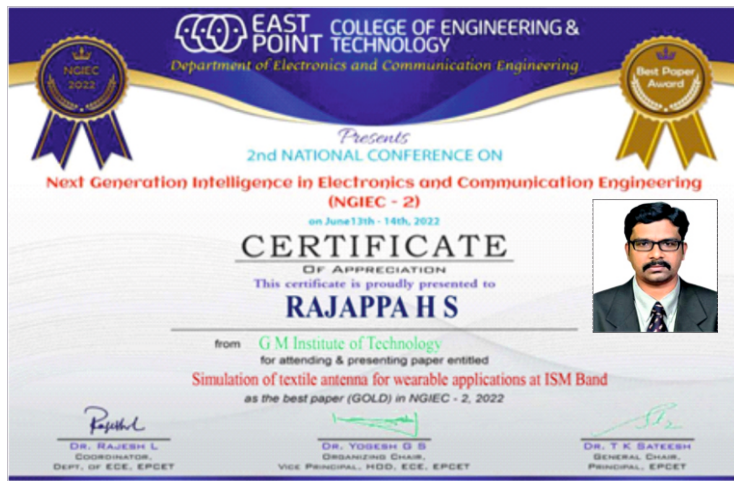 EAST POINT COLLEGE OF ENGINEERING & TECHNOLOGY
Department of Electronics and Communication Engineering
NGIEC 2022
Best Paper Award
Presents
2nd NATIONAL CONFERENCE ON
Next Generation Intelligence in Electronics and Communication Engineering
(NGIEC - 2)
on June13th - 14th, 2022
CERTIFICATE
OF APPRECIATION
This certificate is proudly presented to
RAJAPPA H S
from G M Institute of Technology
for attending & presenting paper entitled
Simulation of textile antenna for wearable applications at ISM Band
as the best paper (GOLD) in NGIEC - 2, 2022
Rajesh L
DR. RAJESH L
COORDINATOR,
DEPT, OF ECE, EPCET
DR. YOGESH G S
ORGANIZING CHAIR,
VICE PRINCIPAL, HOD, ECE, EPCET
DR. T K SATEESH
GENERAL CHAIR,
PRINCIPAL, EPCET